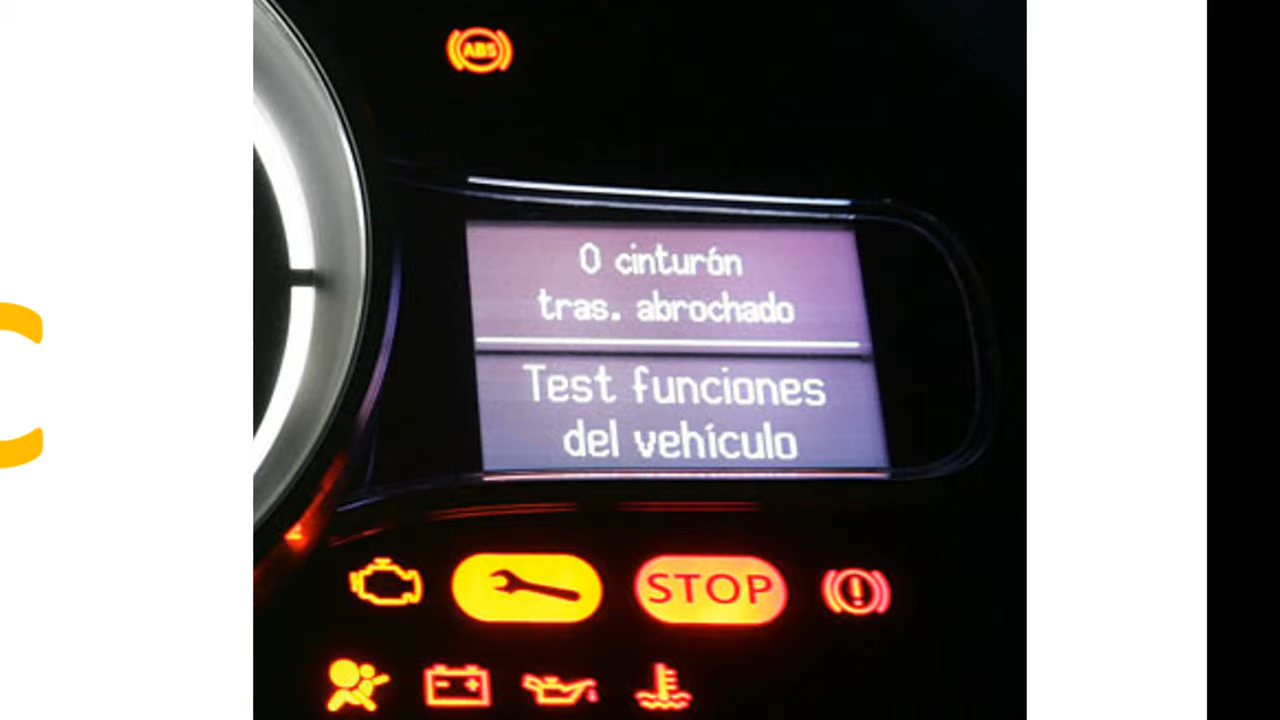 ABS
0 cinturón
tras. abrochado
Test funciones
del vehículo
STOP